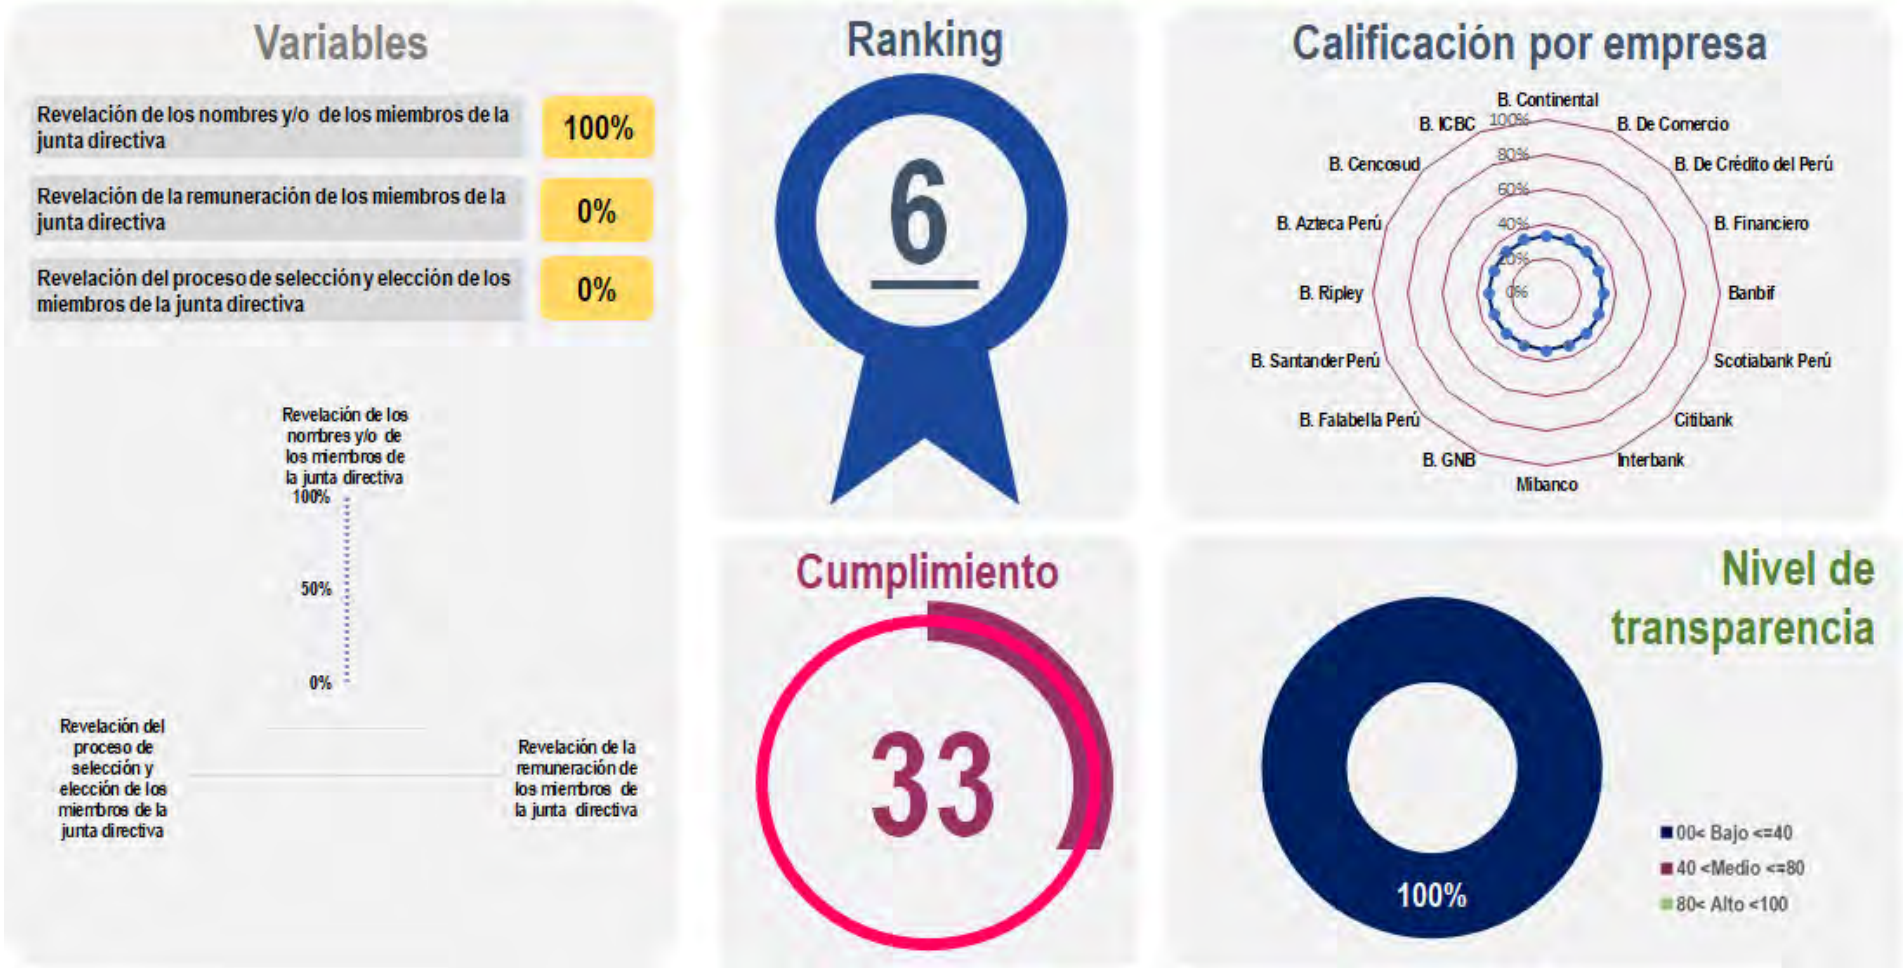 Variables
Revelación de los nombres y/o de los miembros de la
junta directiva
100%
Revelación de la remuneración de los miembros de la
junta directiva
0%
Revelación del proceso de selección y elección de los
miembros de la junta directiva
0%
Revelación de los
nombres y/o de
los miembros de
la junta directiva
100%
50%
0%
Revelación del
proceso de
selección y
elección de los
miembros de la
junta directiva
Revelación de la
remuneración de
los miembros de
la junta directiva
Ranking
6
Cumplimiento
33
Calificación por empresa
B. Continental
B. De Comercio
B. De Crédito del Perú
B. Financiero
Banbif
Scotiabank Perú
Citibank
Interbank
Mibanco
B. GNB
B. Falabella Perú
B. Santander Perú
B. Ripley
B. Azteca Perú
B. Cencosud
B. ICBC
100%
80%
60%
40%
20%
0%
Nivel de
transparencia
100%
00< Bajo <=40
40 <Medio <=80
80< Alto <100